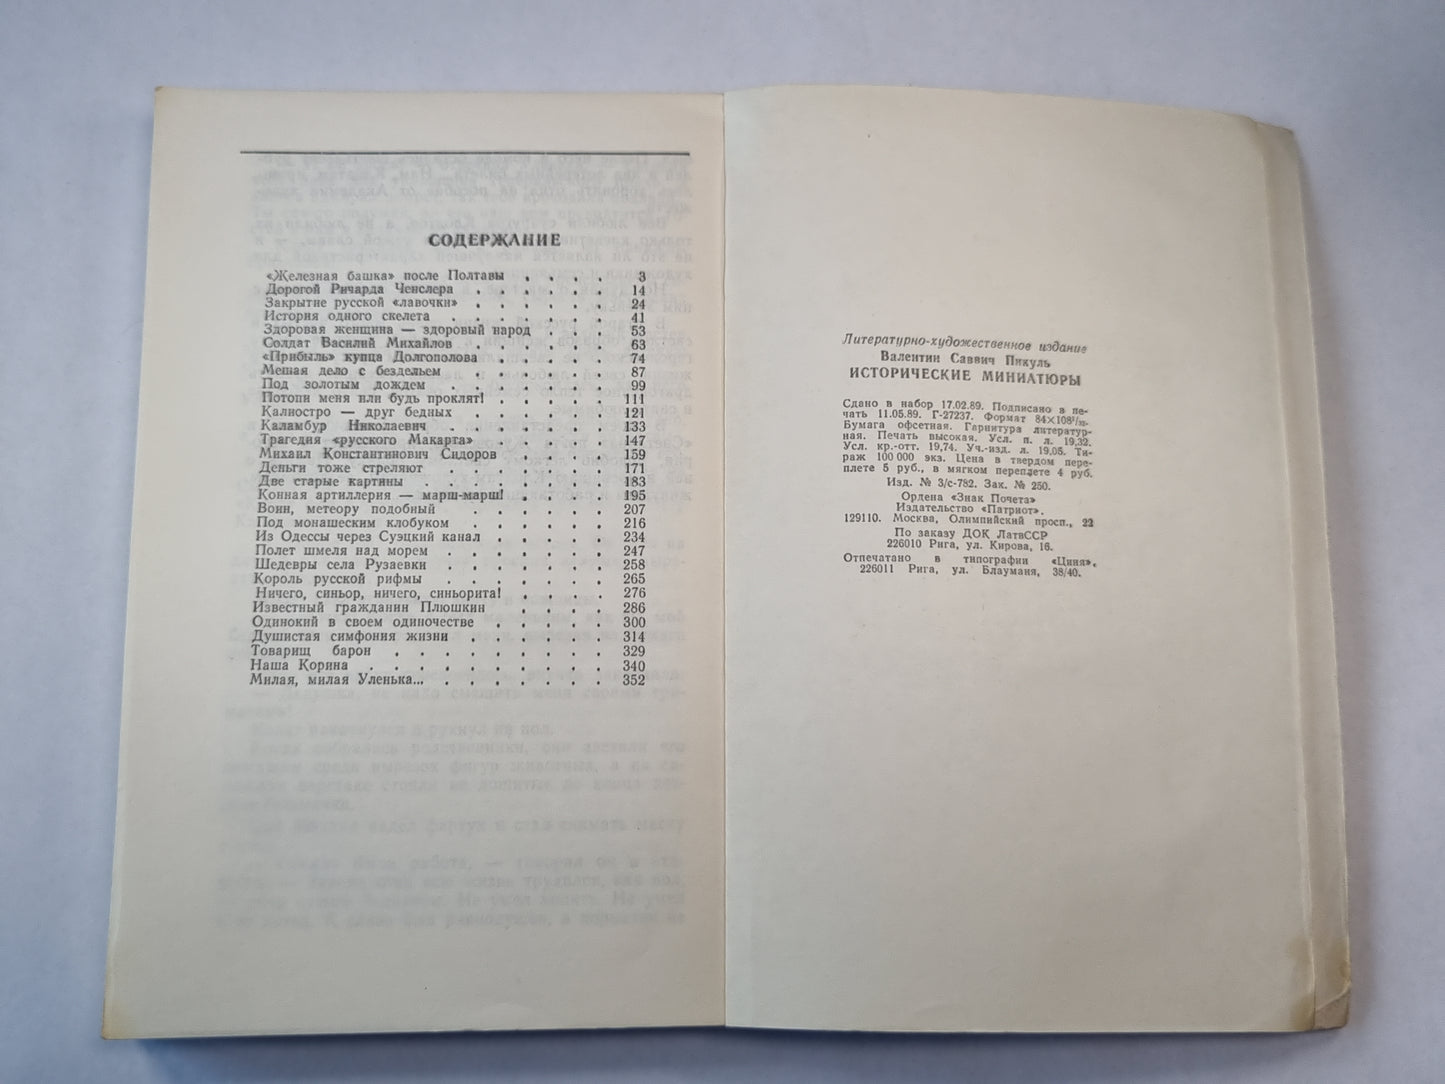 СОДЕРЖАНИЕ
«Железная башка» после Полтавы . . . . 3
Дорогой Ричарда Ченслера . . . . . . 14
Закрытие русской «лавочки» . . . . . . 24
История одного скелета . . . . . . . 41
Здоровая женщина — здоровый народ . . . 53
Солдат Василий Михайлов . . . . . . 63
«Прибыль» купца Долгополова . . . . . 74
Мешая дело с бездельем . . . . . . 87
Под золотым дождем . . . . . . . 99
Потопи меня или будь проклят! . . . . . 111
Калиостро — друг бедных . . . . . . 121
Каламбур Николаевич . . . . . . . 133
Трагедия «русского Макарта» . . . . . 147
Михаил Константинович Сидоров . . . . 159
Деньги тоже стреляют . . . . . . . 171
Две старые картины . . . . . . . . 183
Конная артиллерия — марш-марш! . . . . 195
Воин, метеору подобный . . . . . . 207
Под монашеским клобуком . . . . . . 216
Из Одессы через Суэцкий канал . . . . . 234
Полет шмеля над морем . . . . . . . 247
Шедевры села Рузаевки . . . . . . . 258
Король русской рифмы . . . . . . . 265
Ничего, синьор, ничего, синьорита! . . . . 276
Известный гражданин Плюшкин . . . . 286
Одинокий в своем одиночестве . . . . . 300
Душистая симфония жизни . . . . . . 314
Товарищ барон . . . . . . . . . 329
Наша Корина . . . . . . . . . . 340
Милая, милая Уленька... . . . . . . . 352
Литературно-художественное издание
Валентин Саввич Пикуль
ИСТОРИЧЕСКИЕ МИНИАТЮРЫ
Сдано в набор 17.02.89. Подписано в пе-
чать 11.05.89. Г-27237. Формат 84×108¹/₃₂.
Бумага офсетная. Гарнитура литератур-
ная. Печать высокая. Усл. п. л. 19,32.
Усл. кр.-отт. 19,74. Уч.-изд. л. 19,05. Ти-
раж 100 000 экз. Цена в твердом пере-
плете 5 руб., в мягком переплете 4 руб.
Изд. № 3/с-782. Зак. № 250.
Ордена «Знак Почета»
Издательство «Патриот».
129110. Москва, Олимпийский просп., 22
По заказу ДОК ЛатвССР
226010 Рига, ул. Кирова, 16.
Отпечатано в типографии «Циня»,
226011 Рига, ул. Блаумана, 38/40.